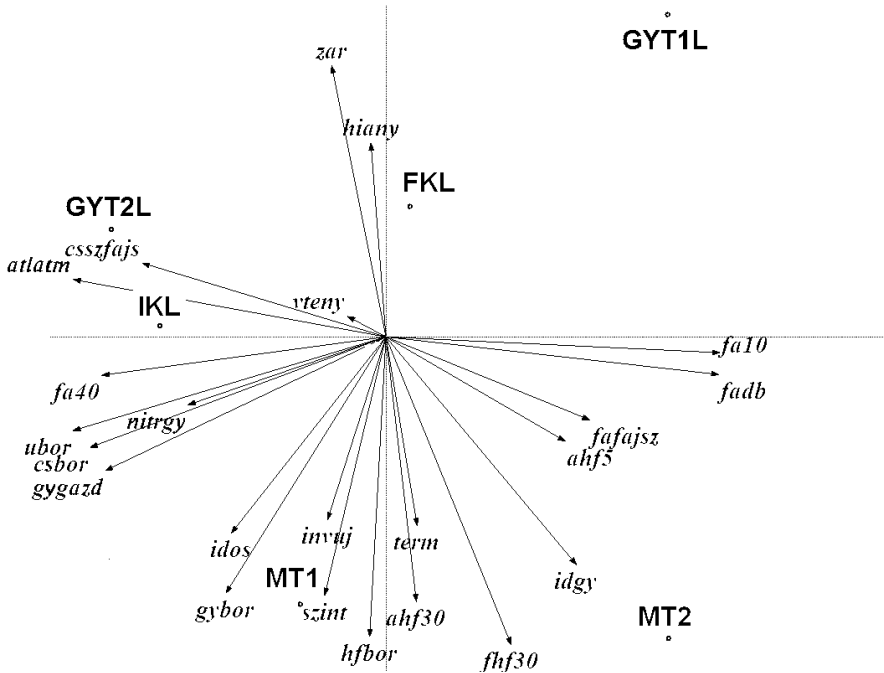 GYT1L
zar
hiany
FKL
GYT2L
csszfajs
atlatm
vteny
IKL
fa10
fa40
fadb
nitrgy
fafajsz
ubor
ahf5
csbor
gygazd
invuj
term
idos
idgy
MT1
gybor
szint
ahf30
MT2
hfbor
fhf30